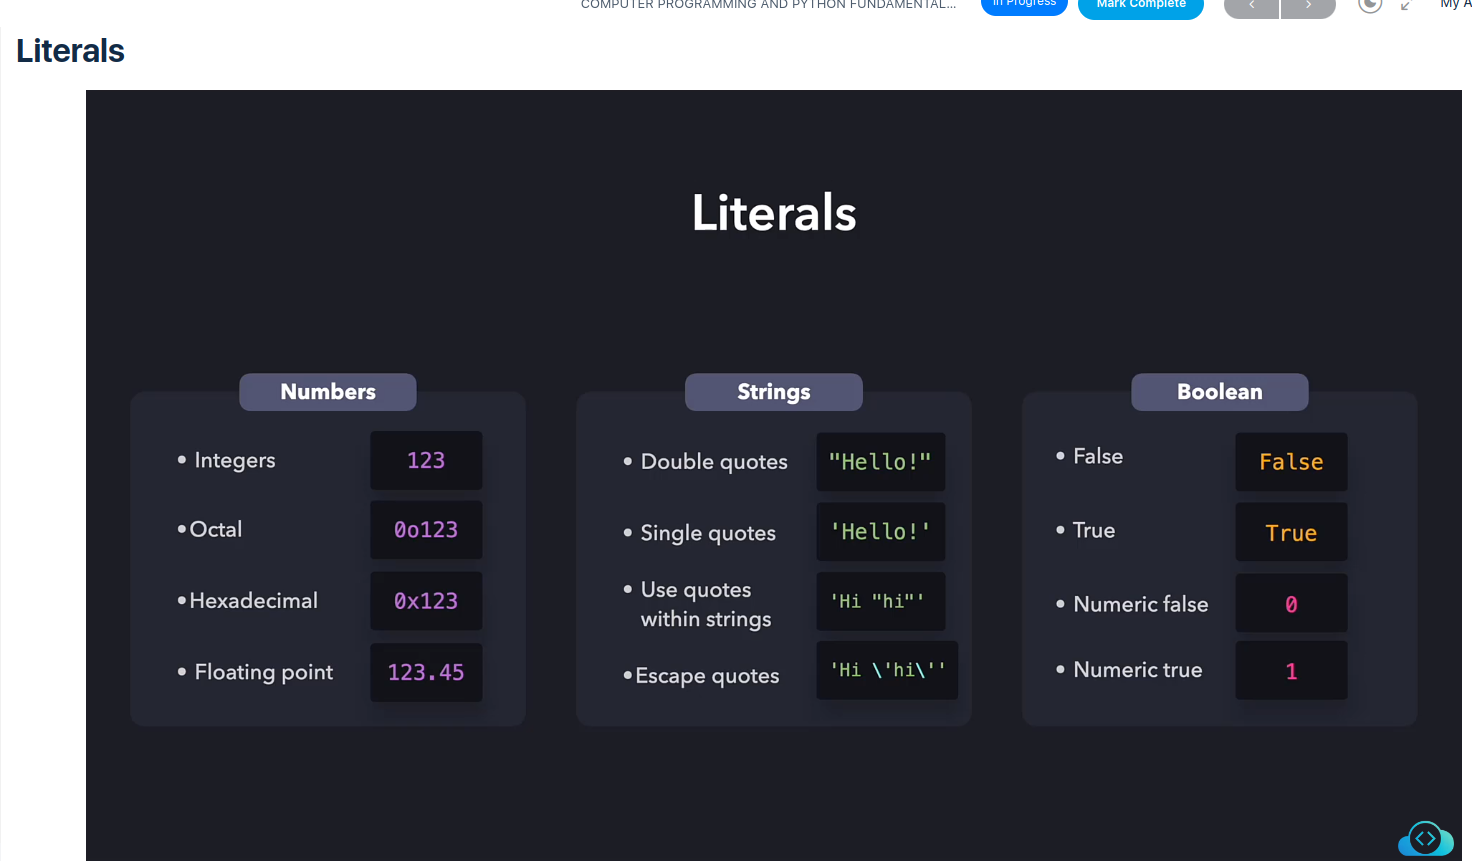 COMPUTER PROGRAMMING AND PYTHON FUNDAMENTAL...
In Progress
Mark Complete
My A
Literals
Literals
Numbers
• Integers 123
• Octal 0o123
• Hexadecimal 0x123
• Floating point 123.45
Strings
• Double quotes "Hello!"
• Single quotes 'Hello!'
• Use quotes
within strings 'Hi "hi"'
• Escape quotes 'Hi \'hi\''
Boolean
• False False
• True True
• Numeric false 0
• Numeric true 1